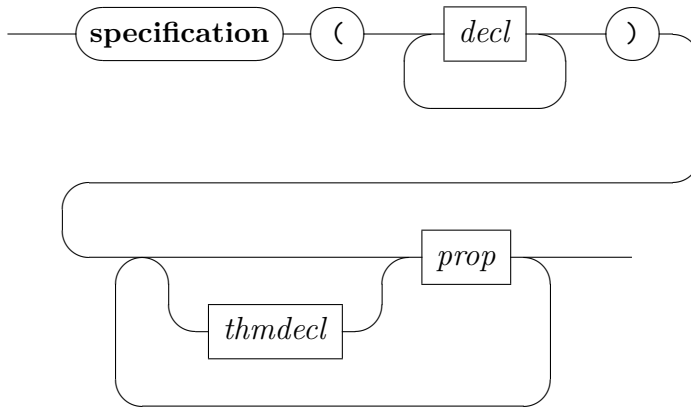 specification ( decl )
prop
thmdecl